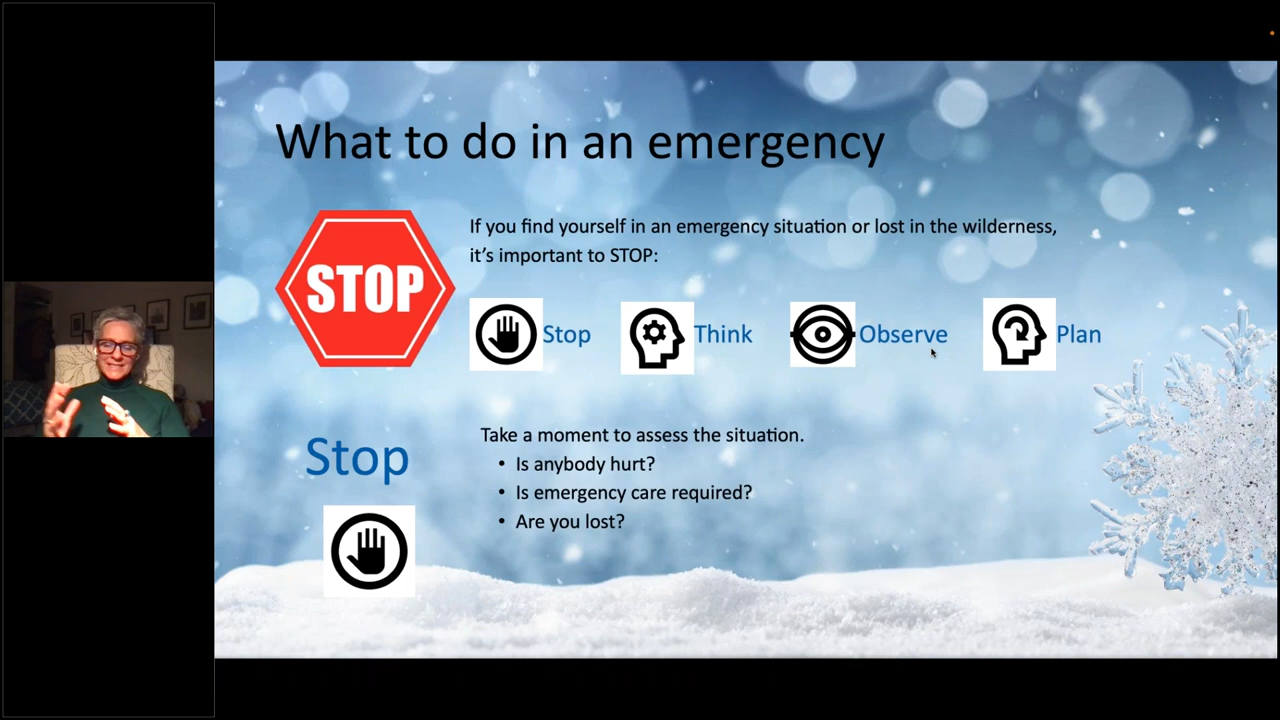 What to do in an emergency
STOP
If you find yourself in an emergency situation or lost in the wilderness,
it’s important to STOP:
Stop
Think
Observe
Plan
Stop
Take a moment to assess the situation.
• Is anybody hurt?
• Is emergency care required?
• Are you lost?